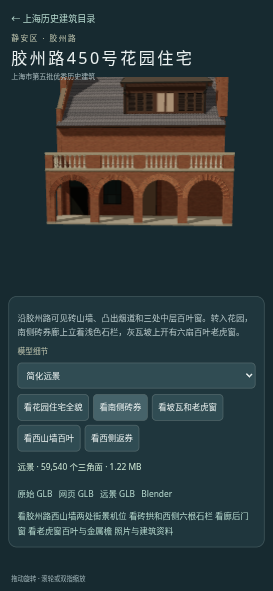 ← 上海历史建筑目录
静安区 · 胶州路
胶州路450号花园住宅
上海市第五批优秀历史建筑
沿胶州路可见砖山墙、凸出烟道和三处中层百叶窗。转入花园，
南侧砖券廊上立着浅色石栏，灰瓦坡上开有六扇百叶老虎窗。
模型细节
简化远景
看花园住宅全貌
看南侧砖券
看坡瓦和老虎窗
看西山墙百叶
看西侧返券
远景 · 59,540 个三角面 · 1.22 MB
原始 GLB 网页 GLB 远景 GLB Blender
看胶州路西山墙两处街景机位 看砖拱和西侧六根石栏 看廊后门
窗 看老虎窗百叶与金属檐 照片与建筑资料
拖动旋转 · 滚轮或双指缩放